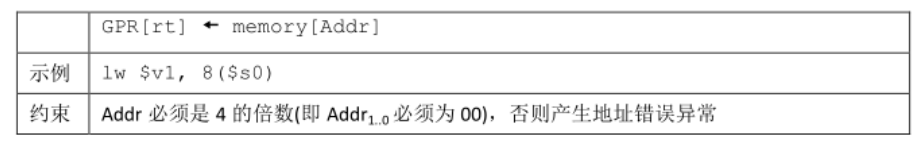 GPR[rt] ← memory[Addr]
示例 lw $v1, 8($s0)
约束 Addr 必须是 4 的倍数(即 Addr1..0 必须为 00)，否则产生地址错误异常